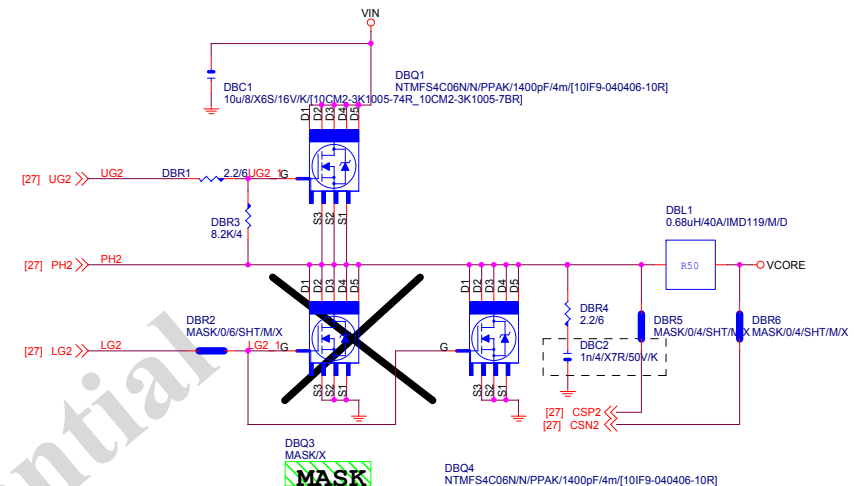 VIN
DBC1
10u/8/X6S/16V/K/[10CM2-3K1005-74R_10CM2-3K1005-7BR]
DBQ1
NTMFS4C06N/N/PPAK/1400pF/4m/[10IF9-040406-10R]
D1
D2
D3
D4
D5
[27] UG2
UG2
DBR1
2.2/6
UG2_1
G
S3
S2
S1
DBR3
8.2K/4
[27] PH2
PH2
DBL1
0.68uH/40A/IMD119/M/D
R50
VCORE
D1
D2
D3
D4
D5
D1
D2
D3
D4
D5
DBR2
MASK/0/6/SHT/M/X
[27] LG2
LG2
LG2_1
G
G
S3
S2
S1
S3
S2
S1
DBR4
2.2/6
DBC2
1n/4/X7R/50V/K
DBR5
MASK/0/4/SHT/M/X
DBR6
MASK/0/4/SHT/M/X
[27] CSP2
[27] CSN2
DBQ3
MASK/X
MASK
DBQ4
NTMFS4C06N/N/PPAK/1400pF/4m/[10IF9-040406-10R]
ential